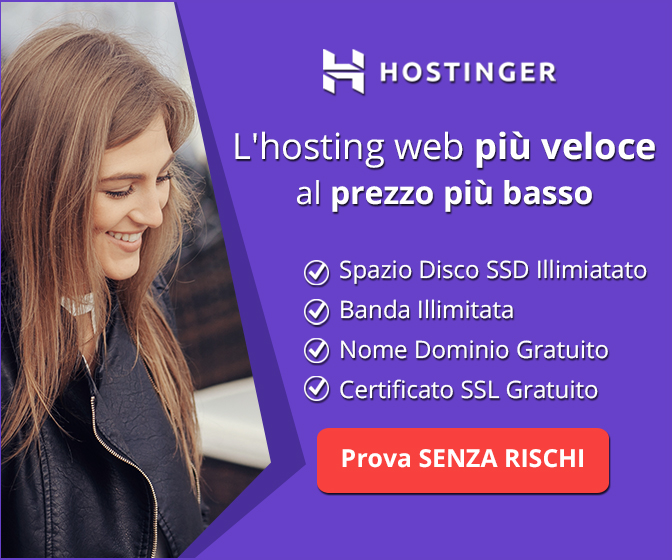 HOSTINGER
L'hosting web più veloce
al prezzo più basso
Spazio Disco SSD Illimiatato
Banda Illimitata
Nome Dominio Gratuito
Certificato SSL Gratuito
Prova SENZA RISCHI